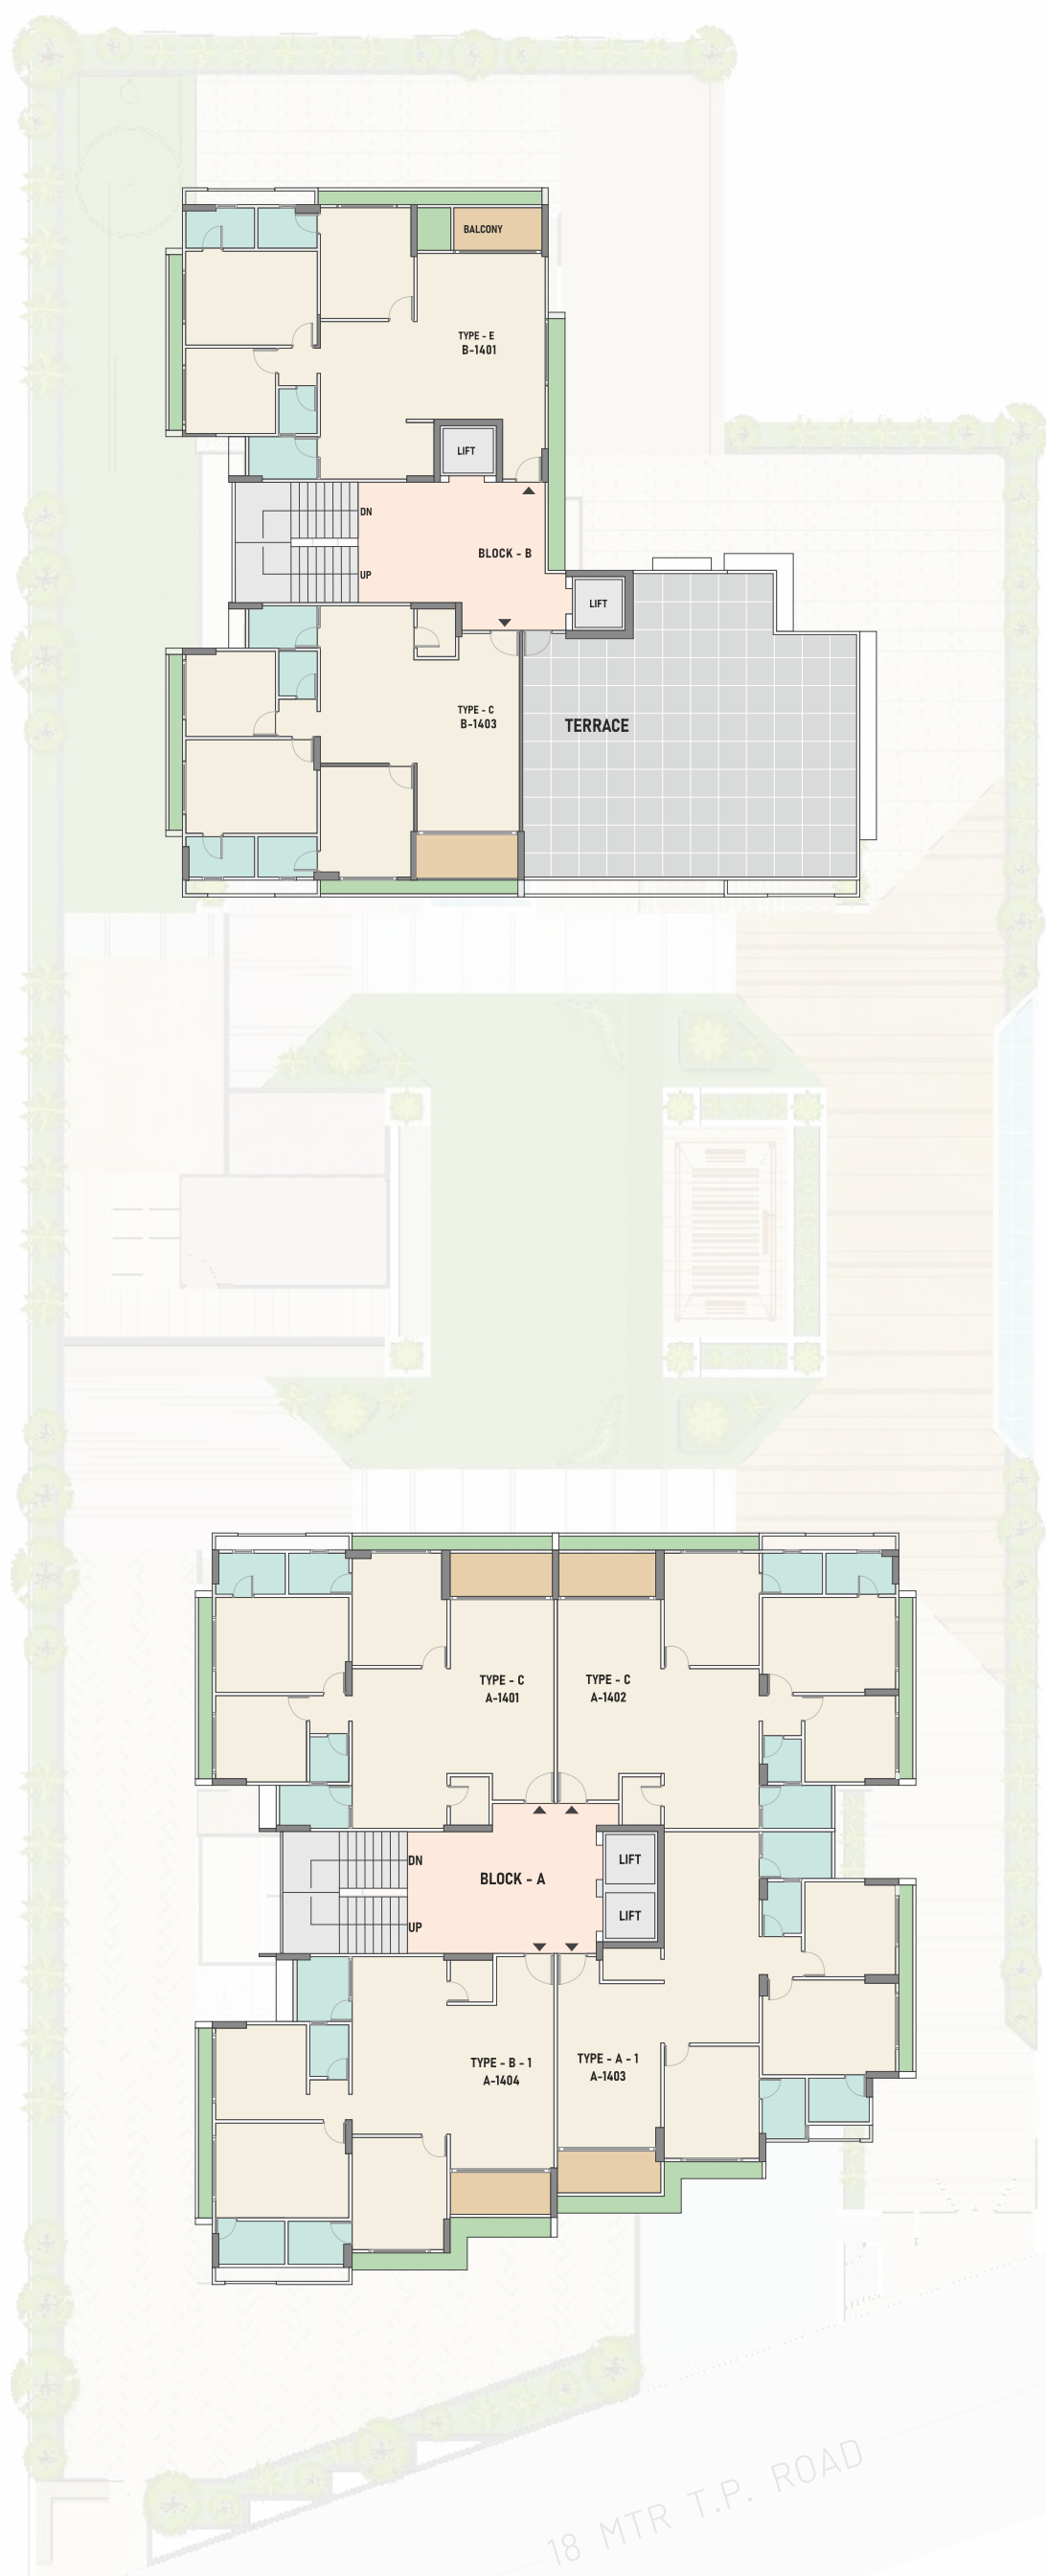 BALCONY
TYPE - E
B-1401
LIFT
DN
BLOCK - B
UP
LIFT
TYPE - C
B-1403
TERRACE
TYPE - C
A-1401
TYPE - C
A-1402
DN
LIFT
BLOCK - A
LIFT
UP
TYPE - B - 1
A-1404
TYPE - A - 1
A-1403
18 MTR T.P. ROAD